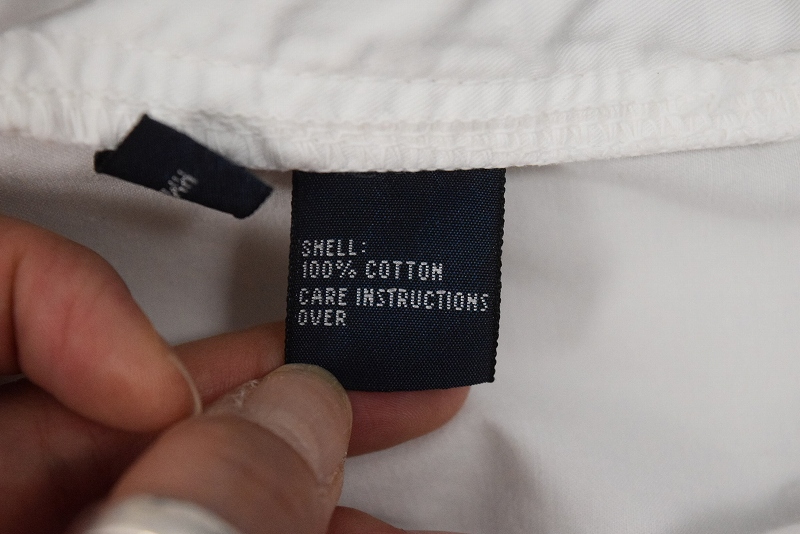 SHELL:
100% COTTON
CARE INSTRUCTIONS
OVER